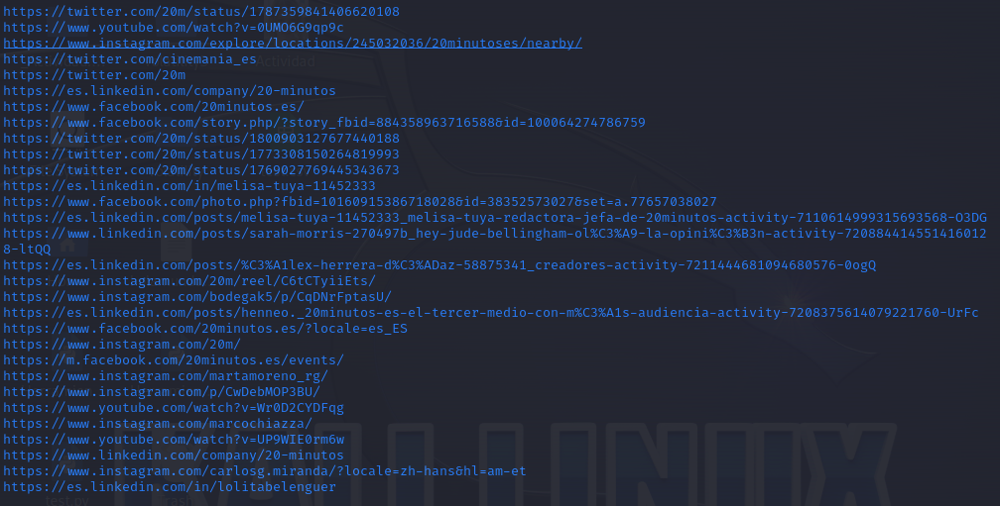 https://twitter.com/20m/status/1787359841406620108
https://www.youtube.com/watch?v=0UMO6G9qp9c
https://www.instagram.com/explore/locations/245032036/20minutoses/nearby/
https://twitter.com/cinemania_es
Actividad
https://twitter.com/20m
https://es.linkedin.com/company/20-minutos
https://www.facebook.com/20minutos.es/
https://www.facebook.com/story.php/?story_fbid=884358963716588&id=100064274786759
https://twitter.com/20m/status/1800903127677440188
https://twitter.com/20m/status/1773308150264819993
https://twitter.com/20m/status/1769027769445343673
https://es.linkedin.com/in/melisa-tuya-11452333
https://www.facebook.com/photo.php?fbid=10160915386718028&id=383525573027&set=a.77657038027
https://es.linkedin.com/posts/melisa-tuya-11452333_melisa-tuya-redactora-jefa-de-20minutos-activity-7110614999315693568-O3DG
https://www.linkedin.com/posts/sarah-morris-270497b_hey-jude-bellingham-ol%C3%A9-la-opini%C3%B3n-activity-720884414551416012
8-ltQQ
https://es.linkedin.com/posts/%C3%A1lex-herrera-d%C3%ADaz-58875341_creadores-activity-7211444681094680576-0ogQ
https://www.instagram.com/20m/reel/C6tCTyiiEts/
https://www.instagram.com/bodegak5/p/CqDNrFptasU/
https://es.linkedin.com/posts/henneo._20minutos-es-el-tercer-medio-con-m%C3%A1s-audiencia-activity-7208375614079221760-UrFc
https://www.facebook.com/20minutos.es/?locale=es_ES
https://www.instagram.com/20m/
https://m.facebook.com/20minutos.es/events/
https://www.instagram.com/martamoreno_rg/
https://www.instagram.com/p/CwDebMOP3BU/
https://www.youtube.com/watch?v=Wr0D2CYDFqg
https://www.instagram.com/marcochiazza/
https://www.youtube.com/watch?v=UP9WIE0rm6w
https://www.linkedin.com/company/20-minutos
https://www.instagram.com/carlosg.miranda/?locale=zh-hans&hl=am-et
https://es.linkedin.com/in/lolitabelenguer
KALI LINUX
test.py